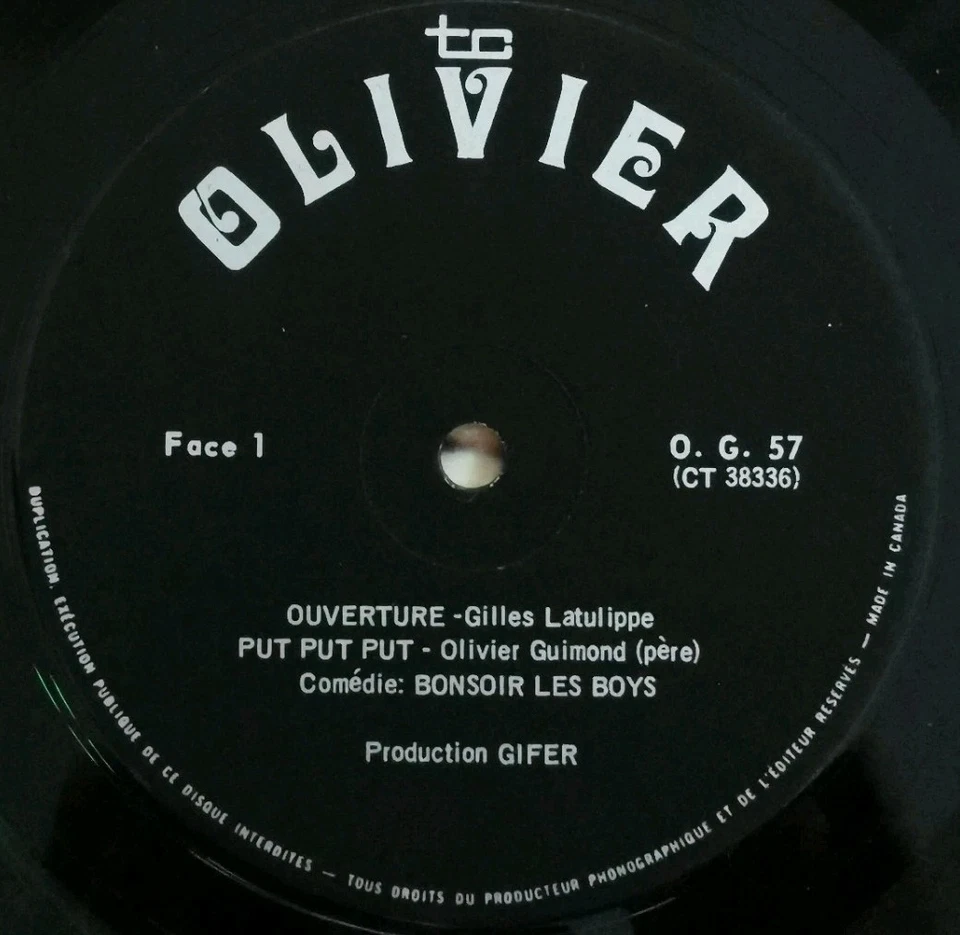 tc
OLIVIER
Face 1
O. G. 57
(CT 38336)
OUVERTURE -Gilles Latulippe
PUT PUT PUT - Olivier Guimond (père)
Comédie: BONSOIR LES BOYS
Production GIFER
DUPLICATION, EXÉCUTION PUBLIQUE DE CE DISQUE INTERDITES — TOUS DROITS DU PRODUCTEUR PHONOGRAPHIQUE ET DE L'ÉDITEUR RESERVÉS — MADE IN CANADA